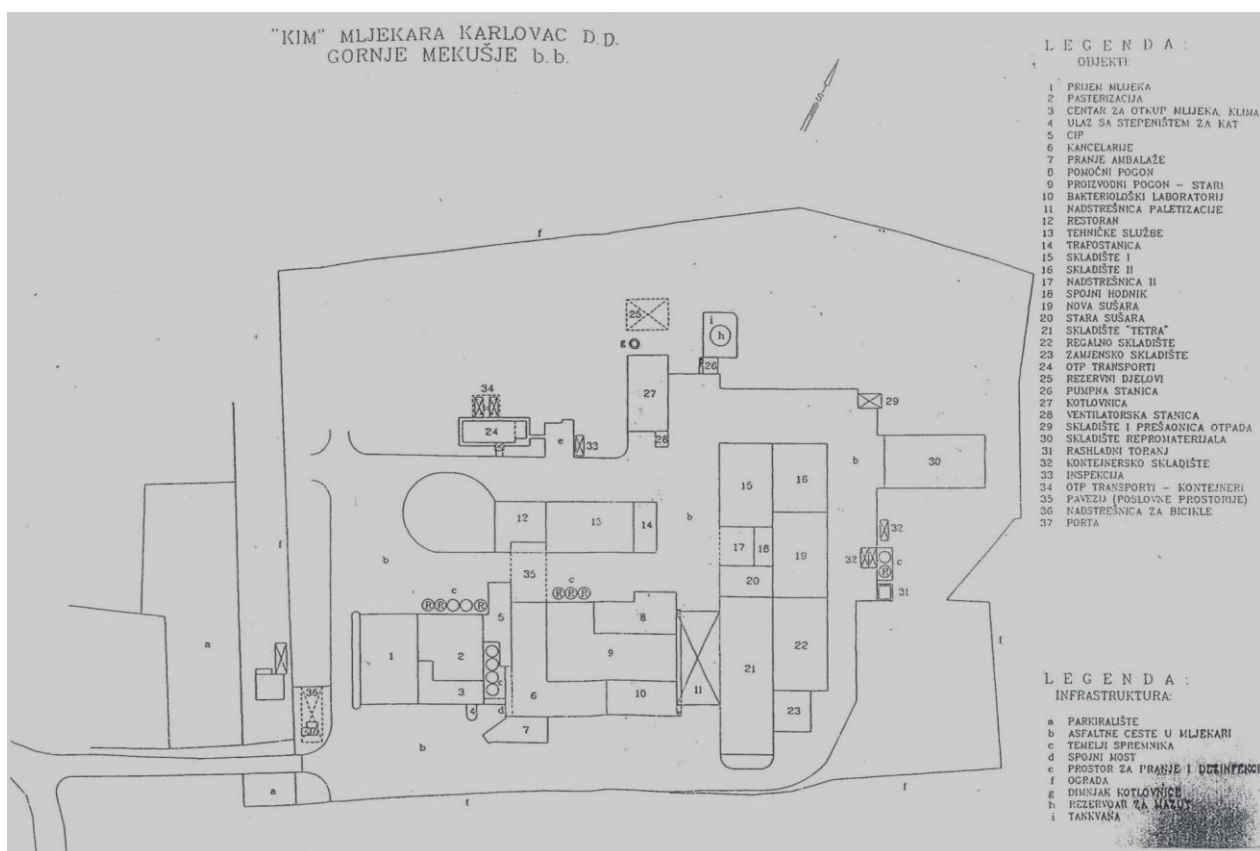 "KIM" MLJEKARA KARLOVAC D.D.
GORNJE MEKUŠJE b.b.
S
L E G E N D A :
OBJEKTI:
1 PRIJEM MLIJEKA
2 PASTERIZACIJA
3 CENTAR ZA OTKUP MLIJEKA, KLIMA
4 ULAZ SA STEPENIŠTEM ZA KAT
5 CIP
6 KANCELARIJE
7 PRANJE AMBALAŽE
8 POMOĆNI POGON
9 PROIZVODNI POGON - STARI
10 BAKTERIOLOŠKI LABORATORIJ
11 NADSTREŠNICA PALETIZACIJE
12 RESTORAN
13 TEHNIČKE SLUŽBE
14 TRAFOSTANICA
15 SKLADIŠTE I
16 SKLADIŠTE II
17 NADSTREŠNICA II
18 SPOJNI HODNIK
19 NOVA SUŠARA
20 STARA SUŠARA
21 SKLADIŠTE "TETRA"
22 REGALNO SKLADIŠTE
23 ZAMJENSKO SKLADIŠTE
24 OTP TRANSPORTI
25 REZERVNI DJELOVI
26 PUMPNA STANICA
27 KOTLOVNICA
28 VENTILATORSKA STANICA
29 SKLADIŠTE I PREŠAONICA OTPADA
30 SKLADIŠTE REPROMATERIJALA
31 RASHLADNI TORANJ
32 KONTEJNERSKO SKLADIŠTE
33 INSPEKCIJA
34 OTP TRANSPORTI - KONTEJNERI
35 PAVEZIJ (POSLOVNE PROSTORIJE)
36 NADSTREŠNICA ZA BICIKLE
37 PORTA
f
25
i
h
g
26
27
28
34
24
e
33
29
30
b
15
16
b
12
13
14
17
18
19
32
32
c
R
31
20
f
b
35
c
R R R
c
R R R
5
8
1
2
9
3
c
6
10
11
21
22
23
4
d
7
a
36
37
b
f
a
f
f
L E G E N D A :
INFRASTRUKTURA:
a PARKIRALIŠTE
b ASFALTNE CESTE U MLJEKARI
c TEMELJI SPREMNIKA
d SPOJNI MOST
e PROSTOR ZA PRANJE I DEZINFEKCI
f OGRADA
g DIMNJAK KOTLOVNICE
h REZERVOAR ZA MAZUT
i TANKVANA